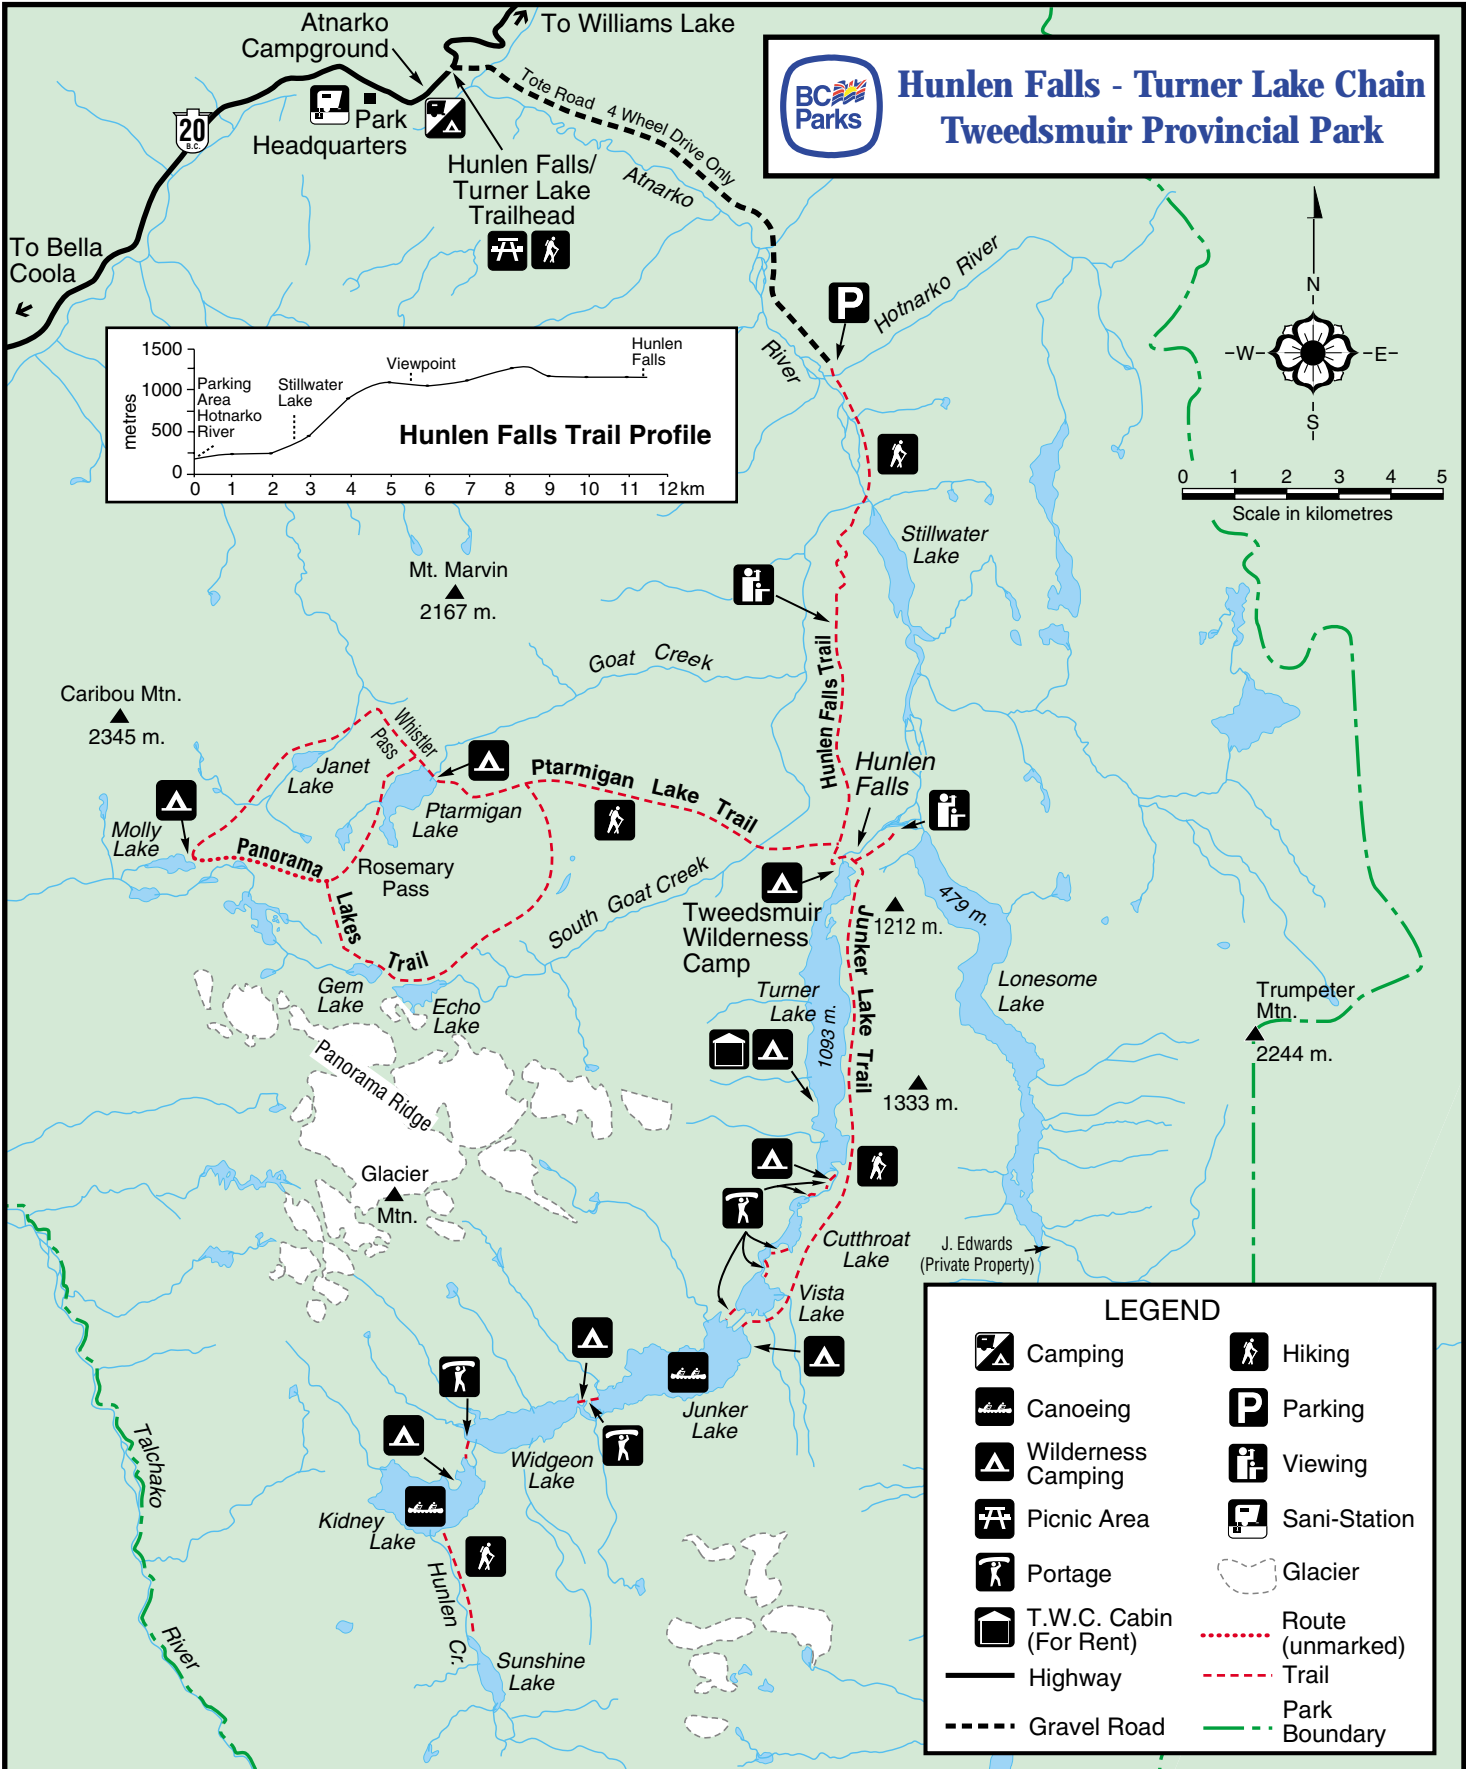 Atnarko
Campground
To Williams Lake
BC
Parks
Hunlen Falls - Turner Lake Chain
Tweedsmuir Provincial Park
Tote Road 4 Wheel Drive Only
20
B.C.
Park
Headquarters
Hunlen Falls/
Turner Lake
Trailhead
Atnarko
River
To Bella
Coola
P
Hotnarko River
N
W
E
S
1500
1000
500
0
metres
Parking
Area
Hotnarko
River
Stillwater
Lake
Viewpoint
Hunlen
Falls
Hunlen Falls Trail Profile
0 1 2 3 4 5 6 7 8 9 10 11 12 km
0 1 2 3 4 5
Scale in kilometres
Stillwater
Lake
Mt. Marvin
2167 m.
Goat Creek
Hunlen Falls Trail
Caribou Mtn.
2345 m.
Whistler
Pass
Janet
Lake
Ptarmigan
Lake
Ptarmigan Lake Trail
Hunlen
Falls
Molly
Lake
Panorama
Lakes
Trail
Rosemary
Pass
South Goat Creek
Tweedsmuir
Wilderness
Camp
479 m.
1212 m.
Junker Lake Trail
Gem
Lake
Echo
Lake
Turner
Lake
1093 m.
Lonesome
Lake
Trumpeter
Mtn.
2244 m.
Panorama Ridge
1333 m.
Glacier
Mtn.
Cutthroat
Lake
J. Edwards
(Private Property)
Vista
Lake
Junker
Lake
Widgeon
Lake
Kidney
Lake
Hunlen Cr.
Sunshine
Lake
Talchako
River
LEGEND
Camping
Hiking
Canoeing
P
Parking
Wilderness
Camping
Viewing
Picnic Area
Sani-Station
Portage
Glacier
T.W.C. Cabin
(For Rent)
Route
(unmarked)
Highway
Trail
Gravel Road
Park
Boundary